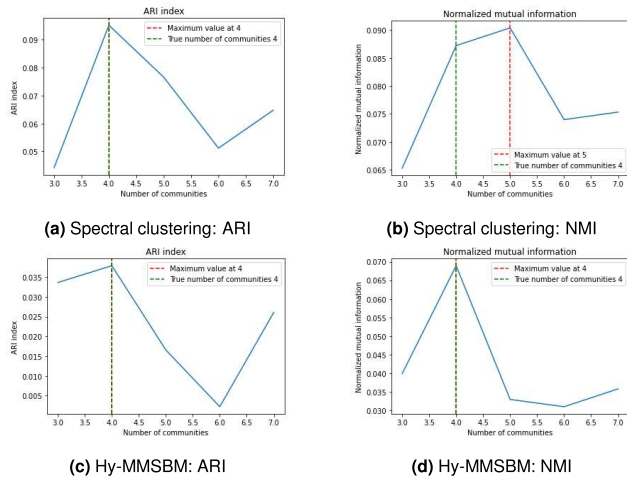 ARI index
Maximum value at 4
True number of communities 4
ARI index
0.09
0.08
0.07
0.06
0.05
3.0 3.5 4.0 4.5 5.0 5.5 6.0 6.5 7.0
Number of communities
(a) Spectral clustering: ARI
Normalized mutual information
Normalized mutual information
0.090
0.085
0.080
0.075
0.070
0.065
Maximum value at 5
True number of communities 4
3.0 3.5 4.0 4.5 5.0 5.5 6.0 6.5 7.0
Number of communities
(b) Spectral clustering: NMI
ARI index
Maximum value at 4
True number of communities 4
ARI index
0.035
0.030
0.025
0.020
0.015
0.010
0.005
3.0 3.5 4.0 4.5 5.0 5.5 6.0 6.5 7.0
Number of communities
(c) Hy-MMSBM: ARI
Normalized mutual information
Maximum value at 4
True number of communities 4
Normalized mutual information
0.070
0.065
0.060
0.055
0.050
0.045
0.040
0.035
0.030
3.0 3.5 4.0 4.5 5.0 5.5 6.0 6.5 7.0
Number of communities
(d) Hy-MMSBM: NMI